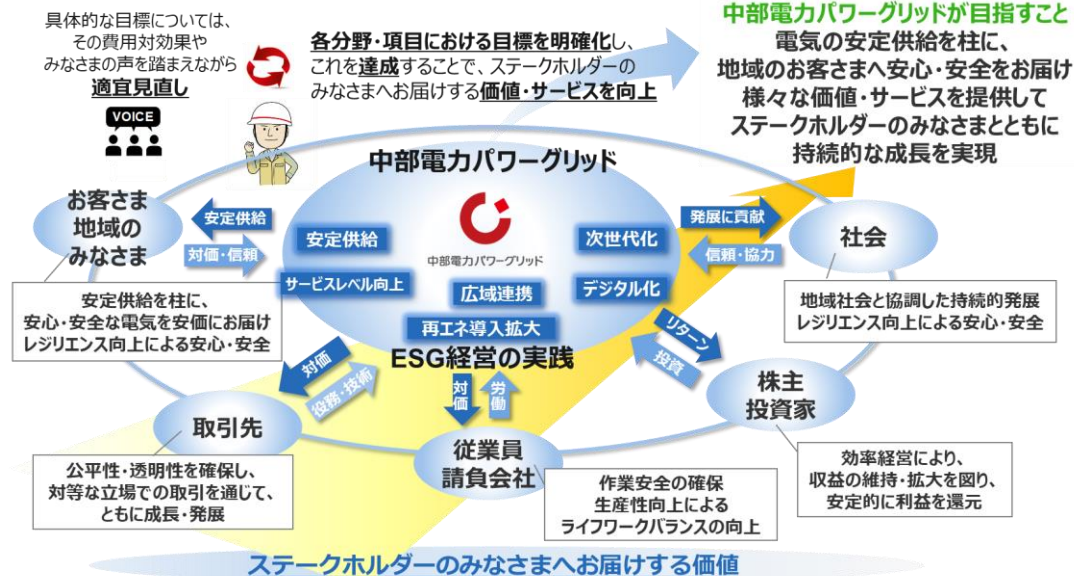 具体的な目標については、
その費用対効果や
みなさまの声を踏まえながら
適宜見直し
VOICE
各分野・項目における目標を明確化し、
これを達成することで、ステークホルダーの
みなさまへお届けする価値・サービスを向上
中部電力パワーグリッドが目指すこと
電気の安定供給を柱に、
地域のお客さまへ安心・安全をお届け
様々な価値・サービスを提供して
ステークホルダーのみなさまとともに
持続的な成長を実現
中部電力パワーグリッド
中部電力パワーグリッド
安定供給
サービスレベル向上
広域連携
再エネ導入拡大
次世代化
デジタル化
ESG経営の実践
お客さま
地域の
みなさま
安定供給
対価・信頼
安定供給を柱に、
安心・安全な電気を安価にお届け
レジリエンス向上による安心・安全
発展に貢献
信頼・協力
社会
地域社会と協調した持続的発展
レジリエンス向上による安心・安全
対価
役務・技術
取引先
公平性・透明性を確保し、
対等な立場での取引を通じて、
ともに成長・発展
対価
労働
従業員
請負会社
作業安全の確保
生産性向上による
ライフワークバランスの向上
リターン
投資
株主
投資家
効率経営により、
収益の維持・拡大を図り、
安定的に利益を還元
ステークホルダーのみなさまへお届けする価値